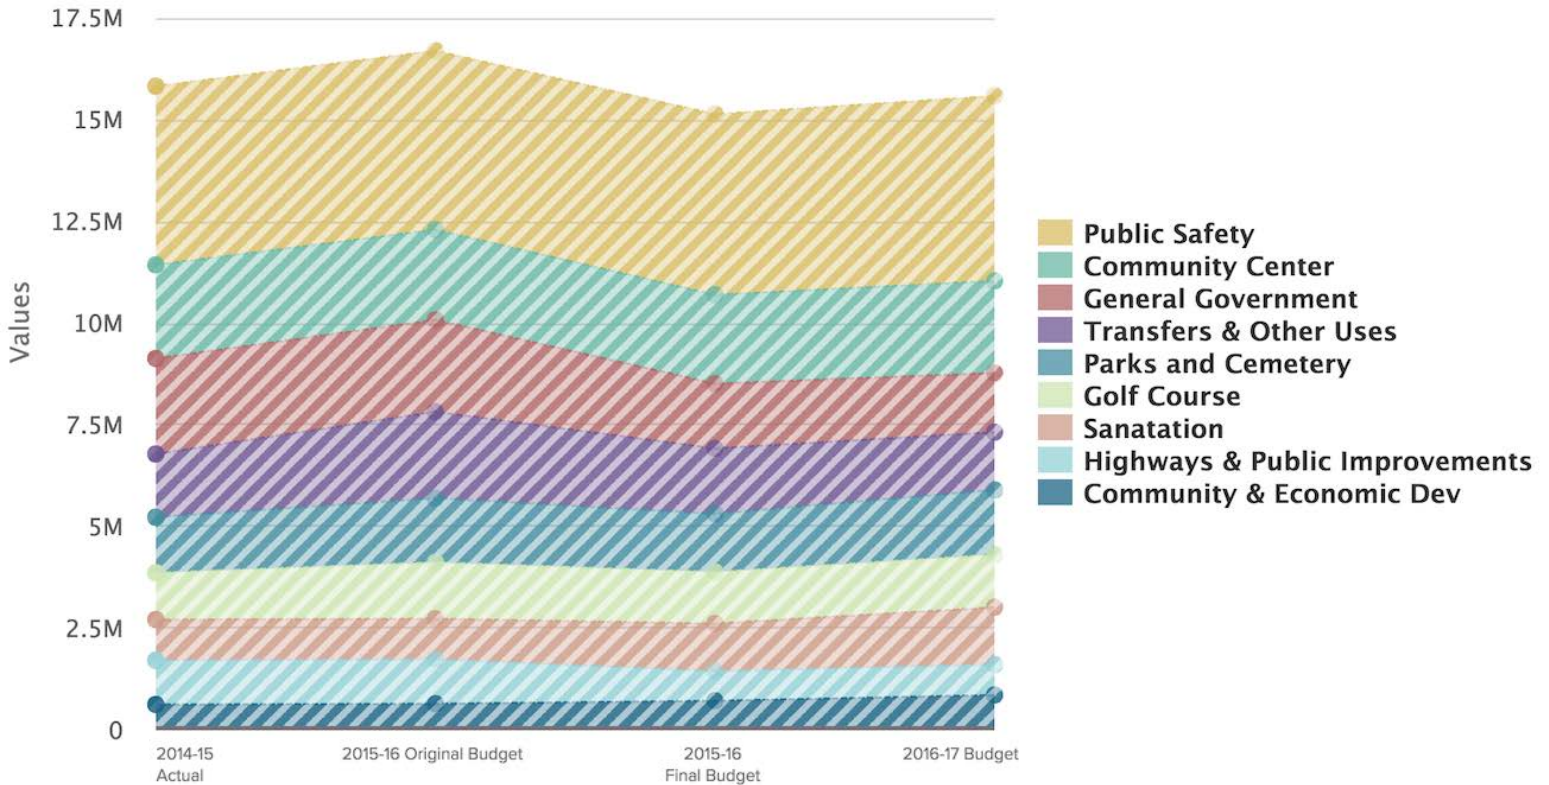 17.5M
15M
12.5M
10M
7.5M
5M
2.5M
0
Values
2014-15
Actual
2015-16 Original Budget
2015-16
Final Budget
2016-17 Budget
Public Safety
Community Center
General Government
Transfers & Other Uses
Parks and Cemetery
Golf Course
Sanatation
Highways & Public Improvements
Community & Economic Dev